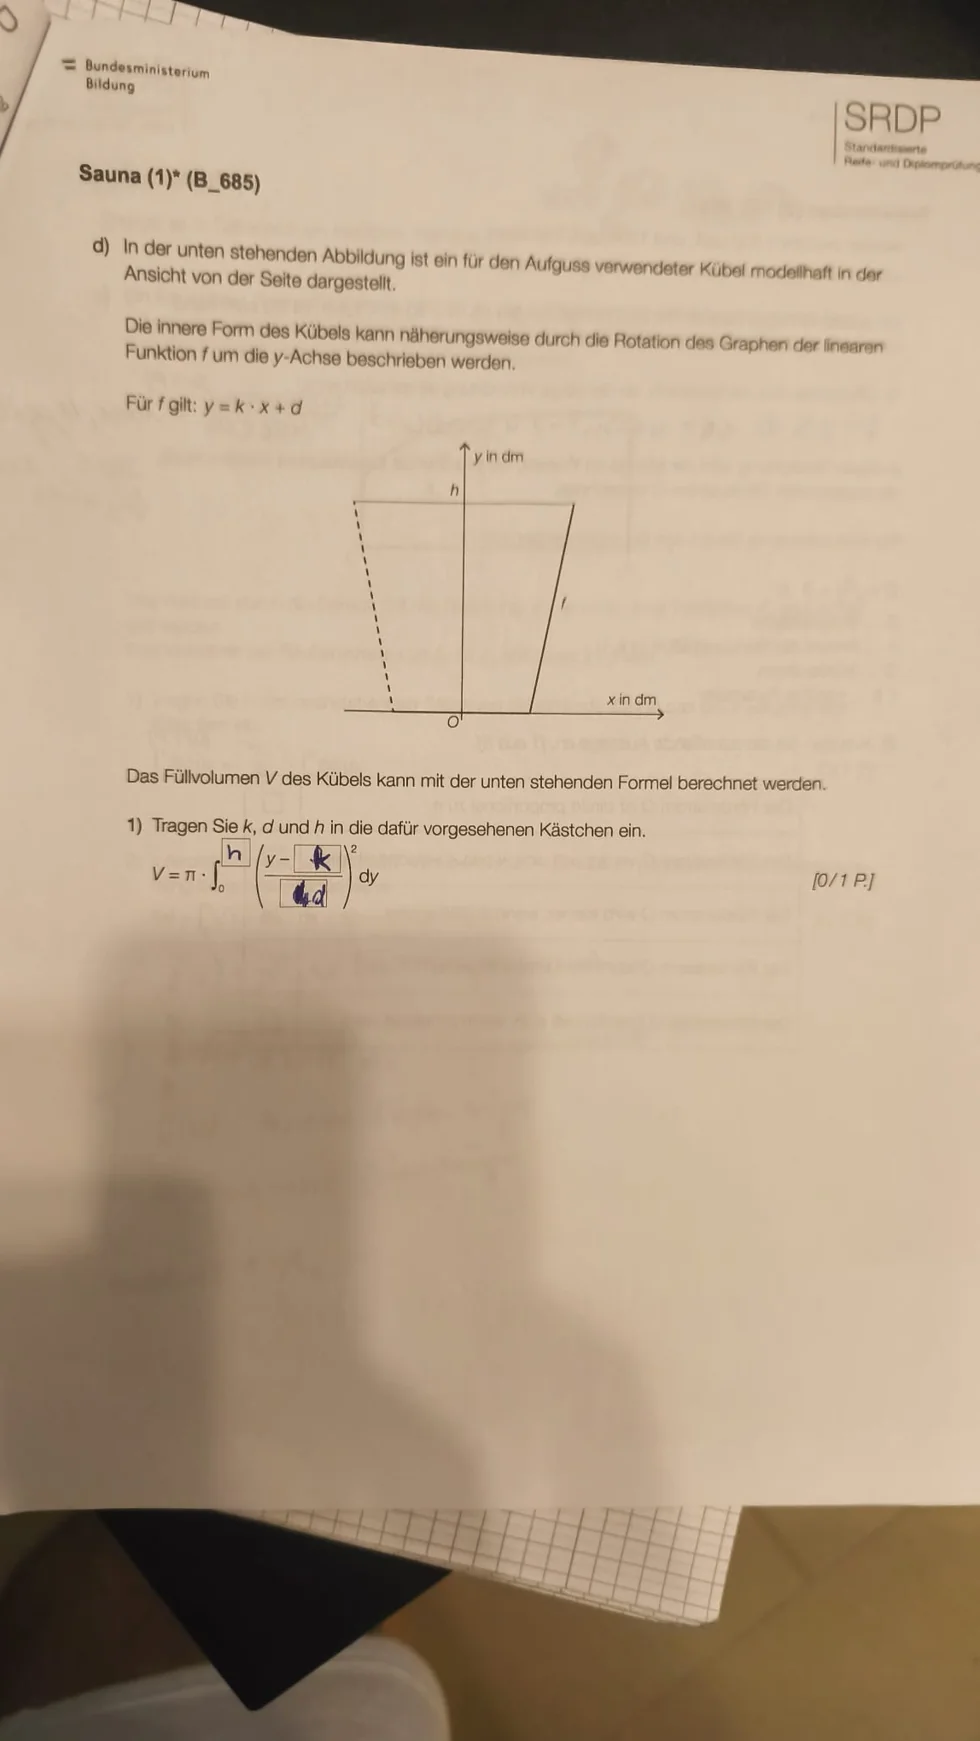 Bundesministerium
Bildung
SRDP
Standardisierte
Reife- und Diplomprüfung
Sauna (1)* (B_685)
d) In der unten stehenden Abbildung ist ein für den Aufguss verwendeter Kübel modellhaft in der
Ansicht von der Seite dargestellt.
Die innere Form des Kübels kann näherungsweise durch die Rotation des Graphen der linearen
Funktion f um die y-Achse beschrieben werden.
Für f gilt: y = k · x + d
y in dm
h
f
x in dm
O
Das Füllvolumen V des Kübels kann mit der unten stehenden Formel berechnet werden.
1) Tragen Sie k, d und h in die dafür vorgesehenen Kästchen ein.
V = π · ∫₀ʰ ((y – k) / d)² dy
[0/1 P.]